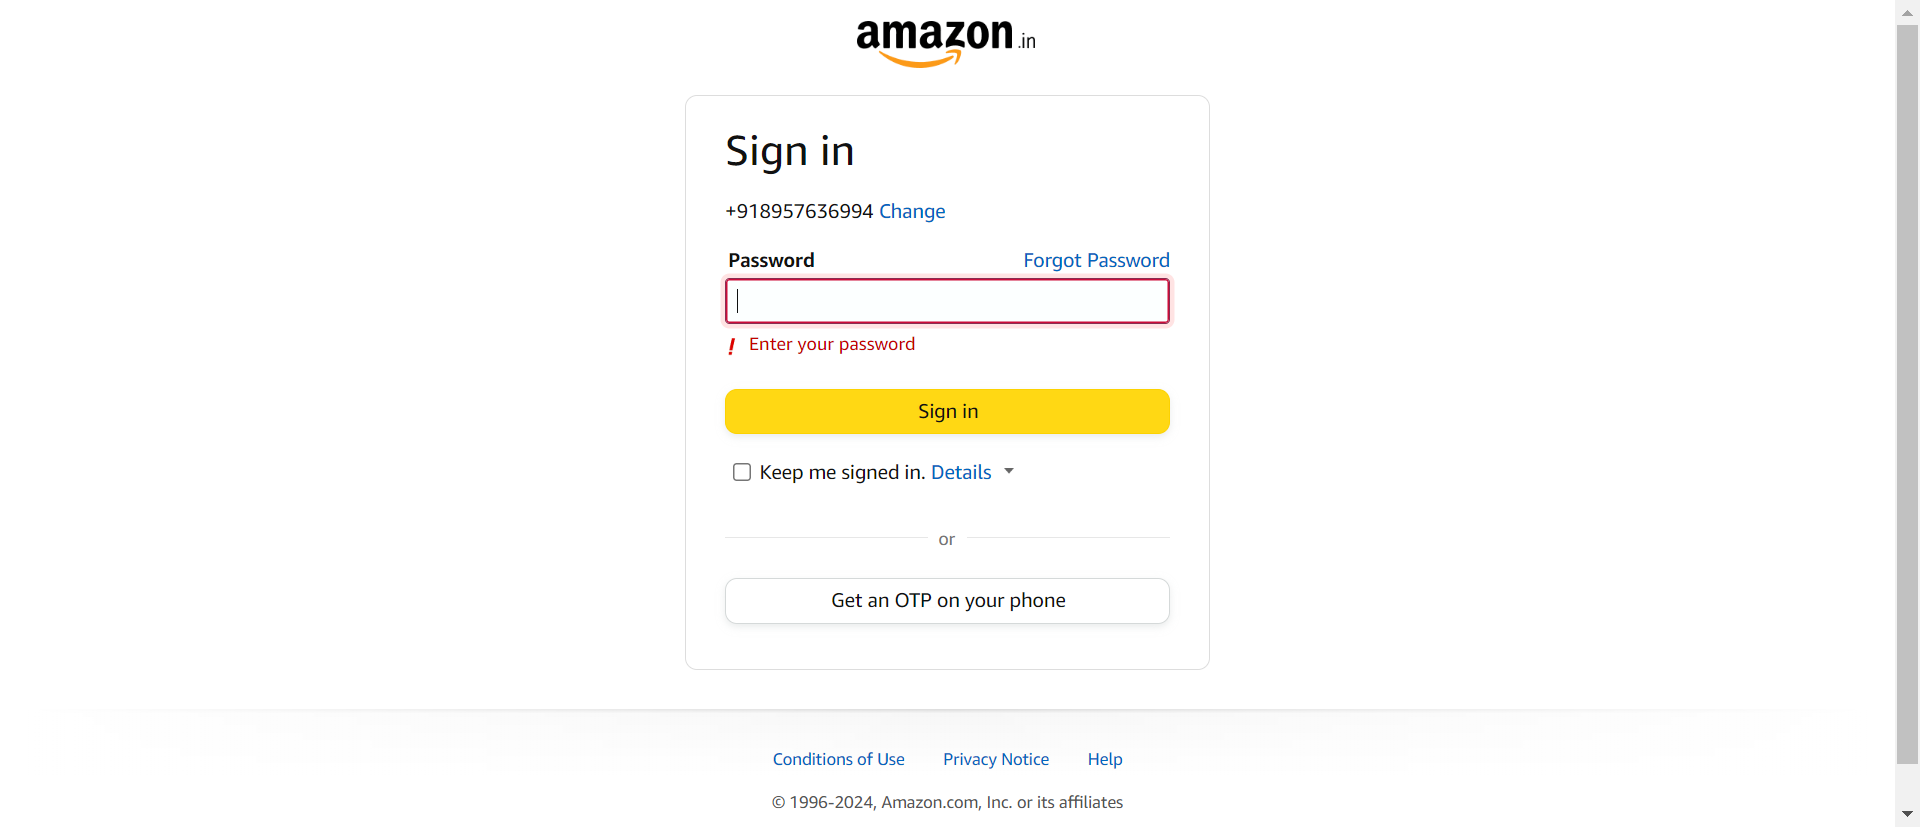 amazon.in
Sign in
+918957636994 Change
Password Forgot Password
! Enter your password
Sign in
Keep me signed in. Details
or
Get an OTP on your phone
Conditions of Use Privacy Notice Help
© 1996-2024, Amazon.com, Inc. or its affiliates